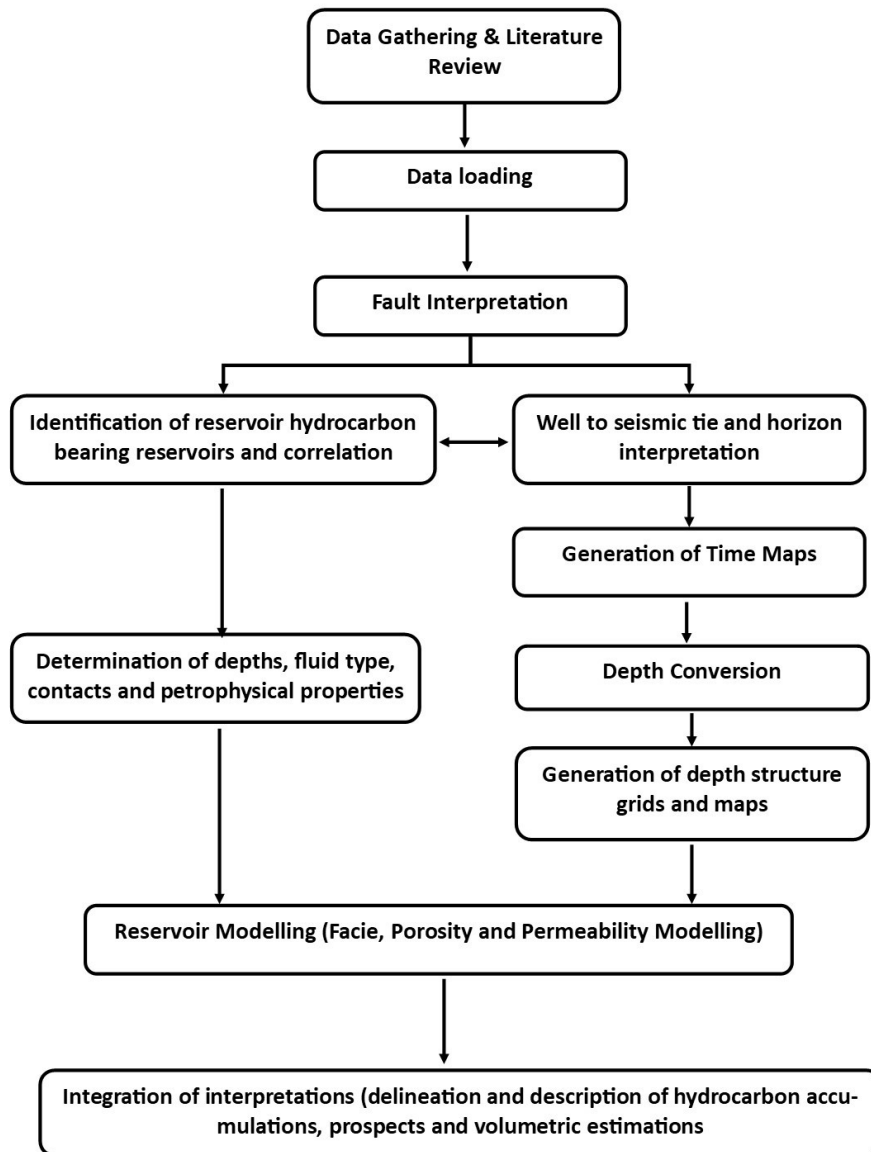 Data Gathering & Literature
Review
Data loading
Fault Interpretation
Identification of reservoir hydrocarbon
bearing reservoirs and correlation
Well to seismic tie and horizon
interpretation
Generation of Time Maps
Determination of depths, fluid type,
contacts and petrophysical properties
Depth Conversion
Generation of depth structure
grids and maps
Reservoir Modelling (Facie, Porosity and Permeability Modelling)
Integration of interpretations (delineation and description of hydrocarbon accu-
mulations, prospects and volumetric estimations